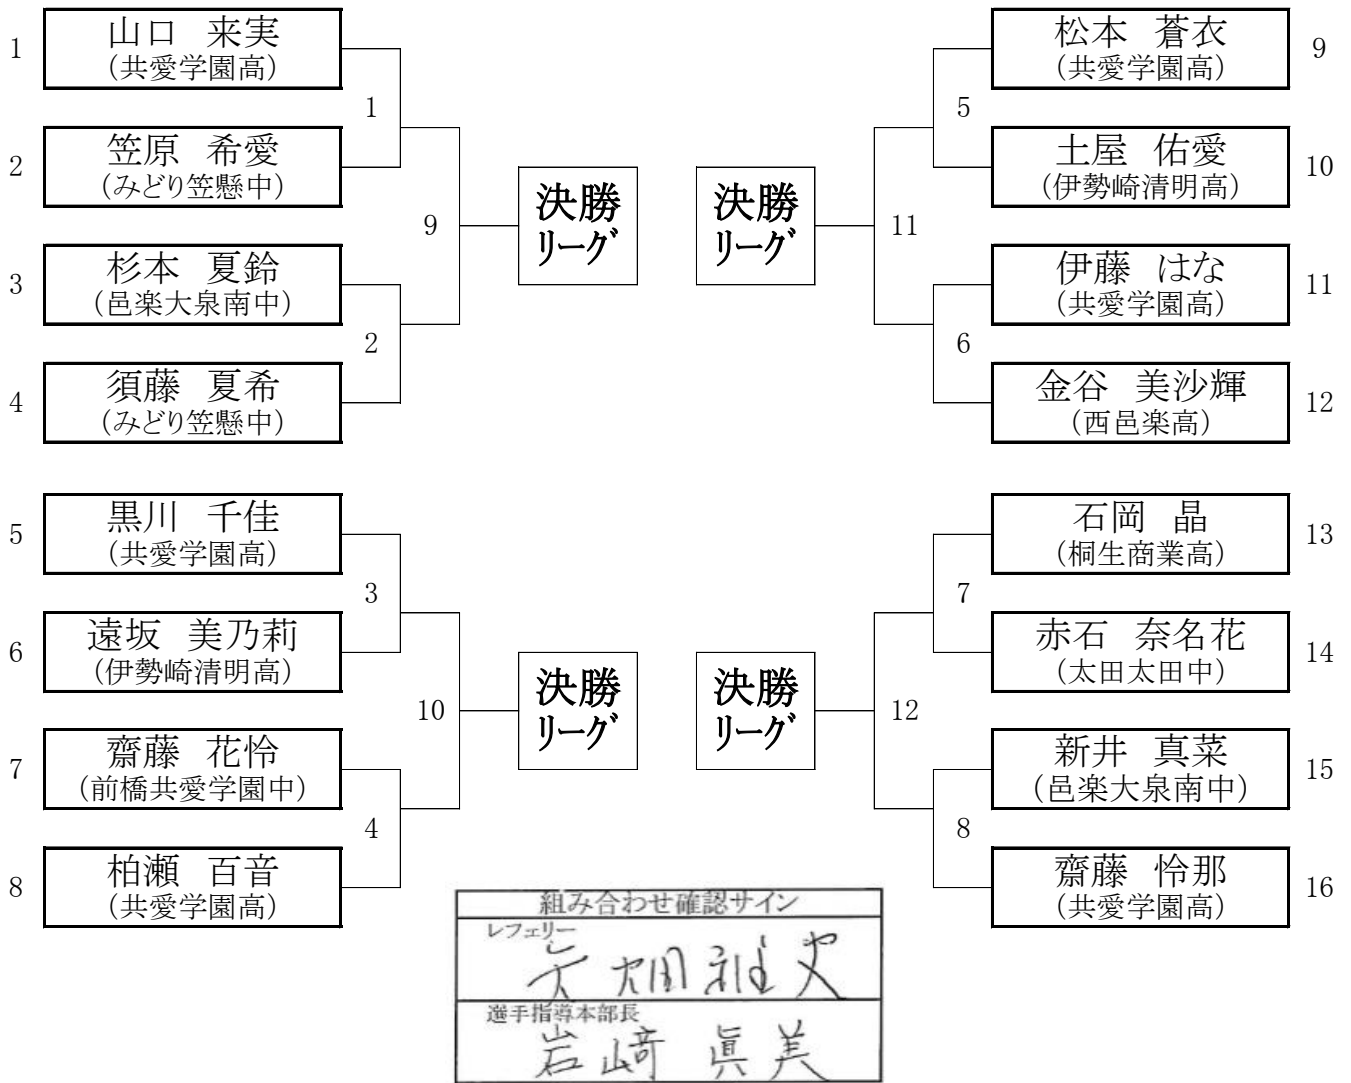 1
山口 来実
(共愛学園高)
1
2
笠原 希愛
(みどり笠懸中)
9
3
杉本 夏鈴
(邑楽大泉南中)
2
4
須藤 夏希
(みどり笠懸中)
決勝
リーグ
決勝
リーグ
松本 蒼衣
(共愛学園高)
9
5
土屋 佑愛
(伊勢崎清明高)
10
11
伊藤 はな
(共愛学園高)
11
6
金谷 美沙輝
(西邑楽高)
12
5
黒川 千佳
(共愛学園高)
3
6
遠坂 美乃莉
(伊勢崎清明高)
10
7
齋藤 花怜
(前橋共愛学園中)
4
8
柏瀬 百音
(共愛学園高)
決勝
リーグ
決勝
リーグ
石岡 晶
(桐生商業高)
13
7
赤石 奈名花
(太田太田中)
14
12
新井 真菜
(邑楽大泉南中)
15
8
齋藤 怜那
(共愛学園高)
16
組み合わせ確認サイン
レフェリー
矢畑雅史
選手指導本部長
岩﨑 眞美